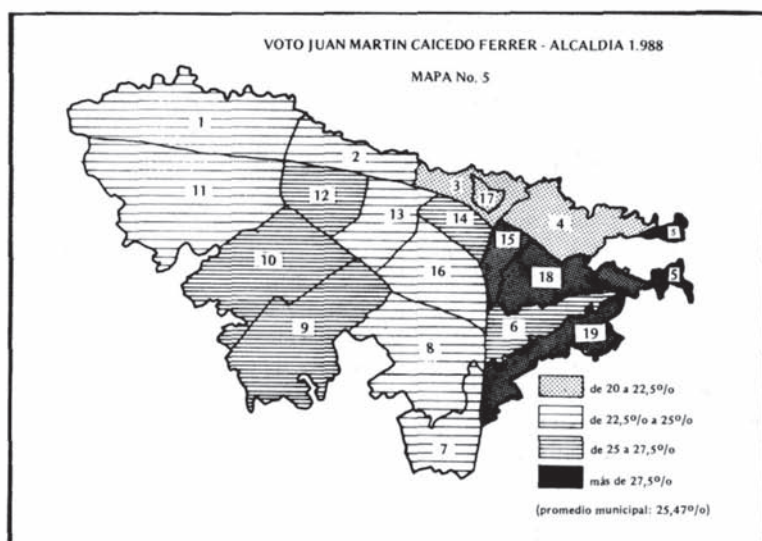 VOTO JUAN MARTIN CAICEDO FERRER - ALCALDIA 1.988
MAPA No. 5
1
2
3
17
4
5
11
12
13
14
15
10
16
18
5
9
8
6
19
7
de 20 a 22,5º/o
de 22,5º/o a 25º/o
de 25 a 27,5º/o
más de 27,5º/o
(promedio municipal: 25,47º/o)